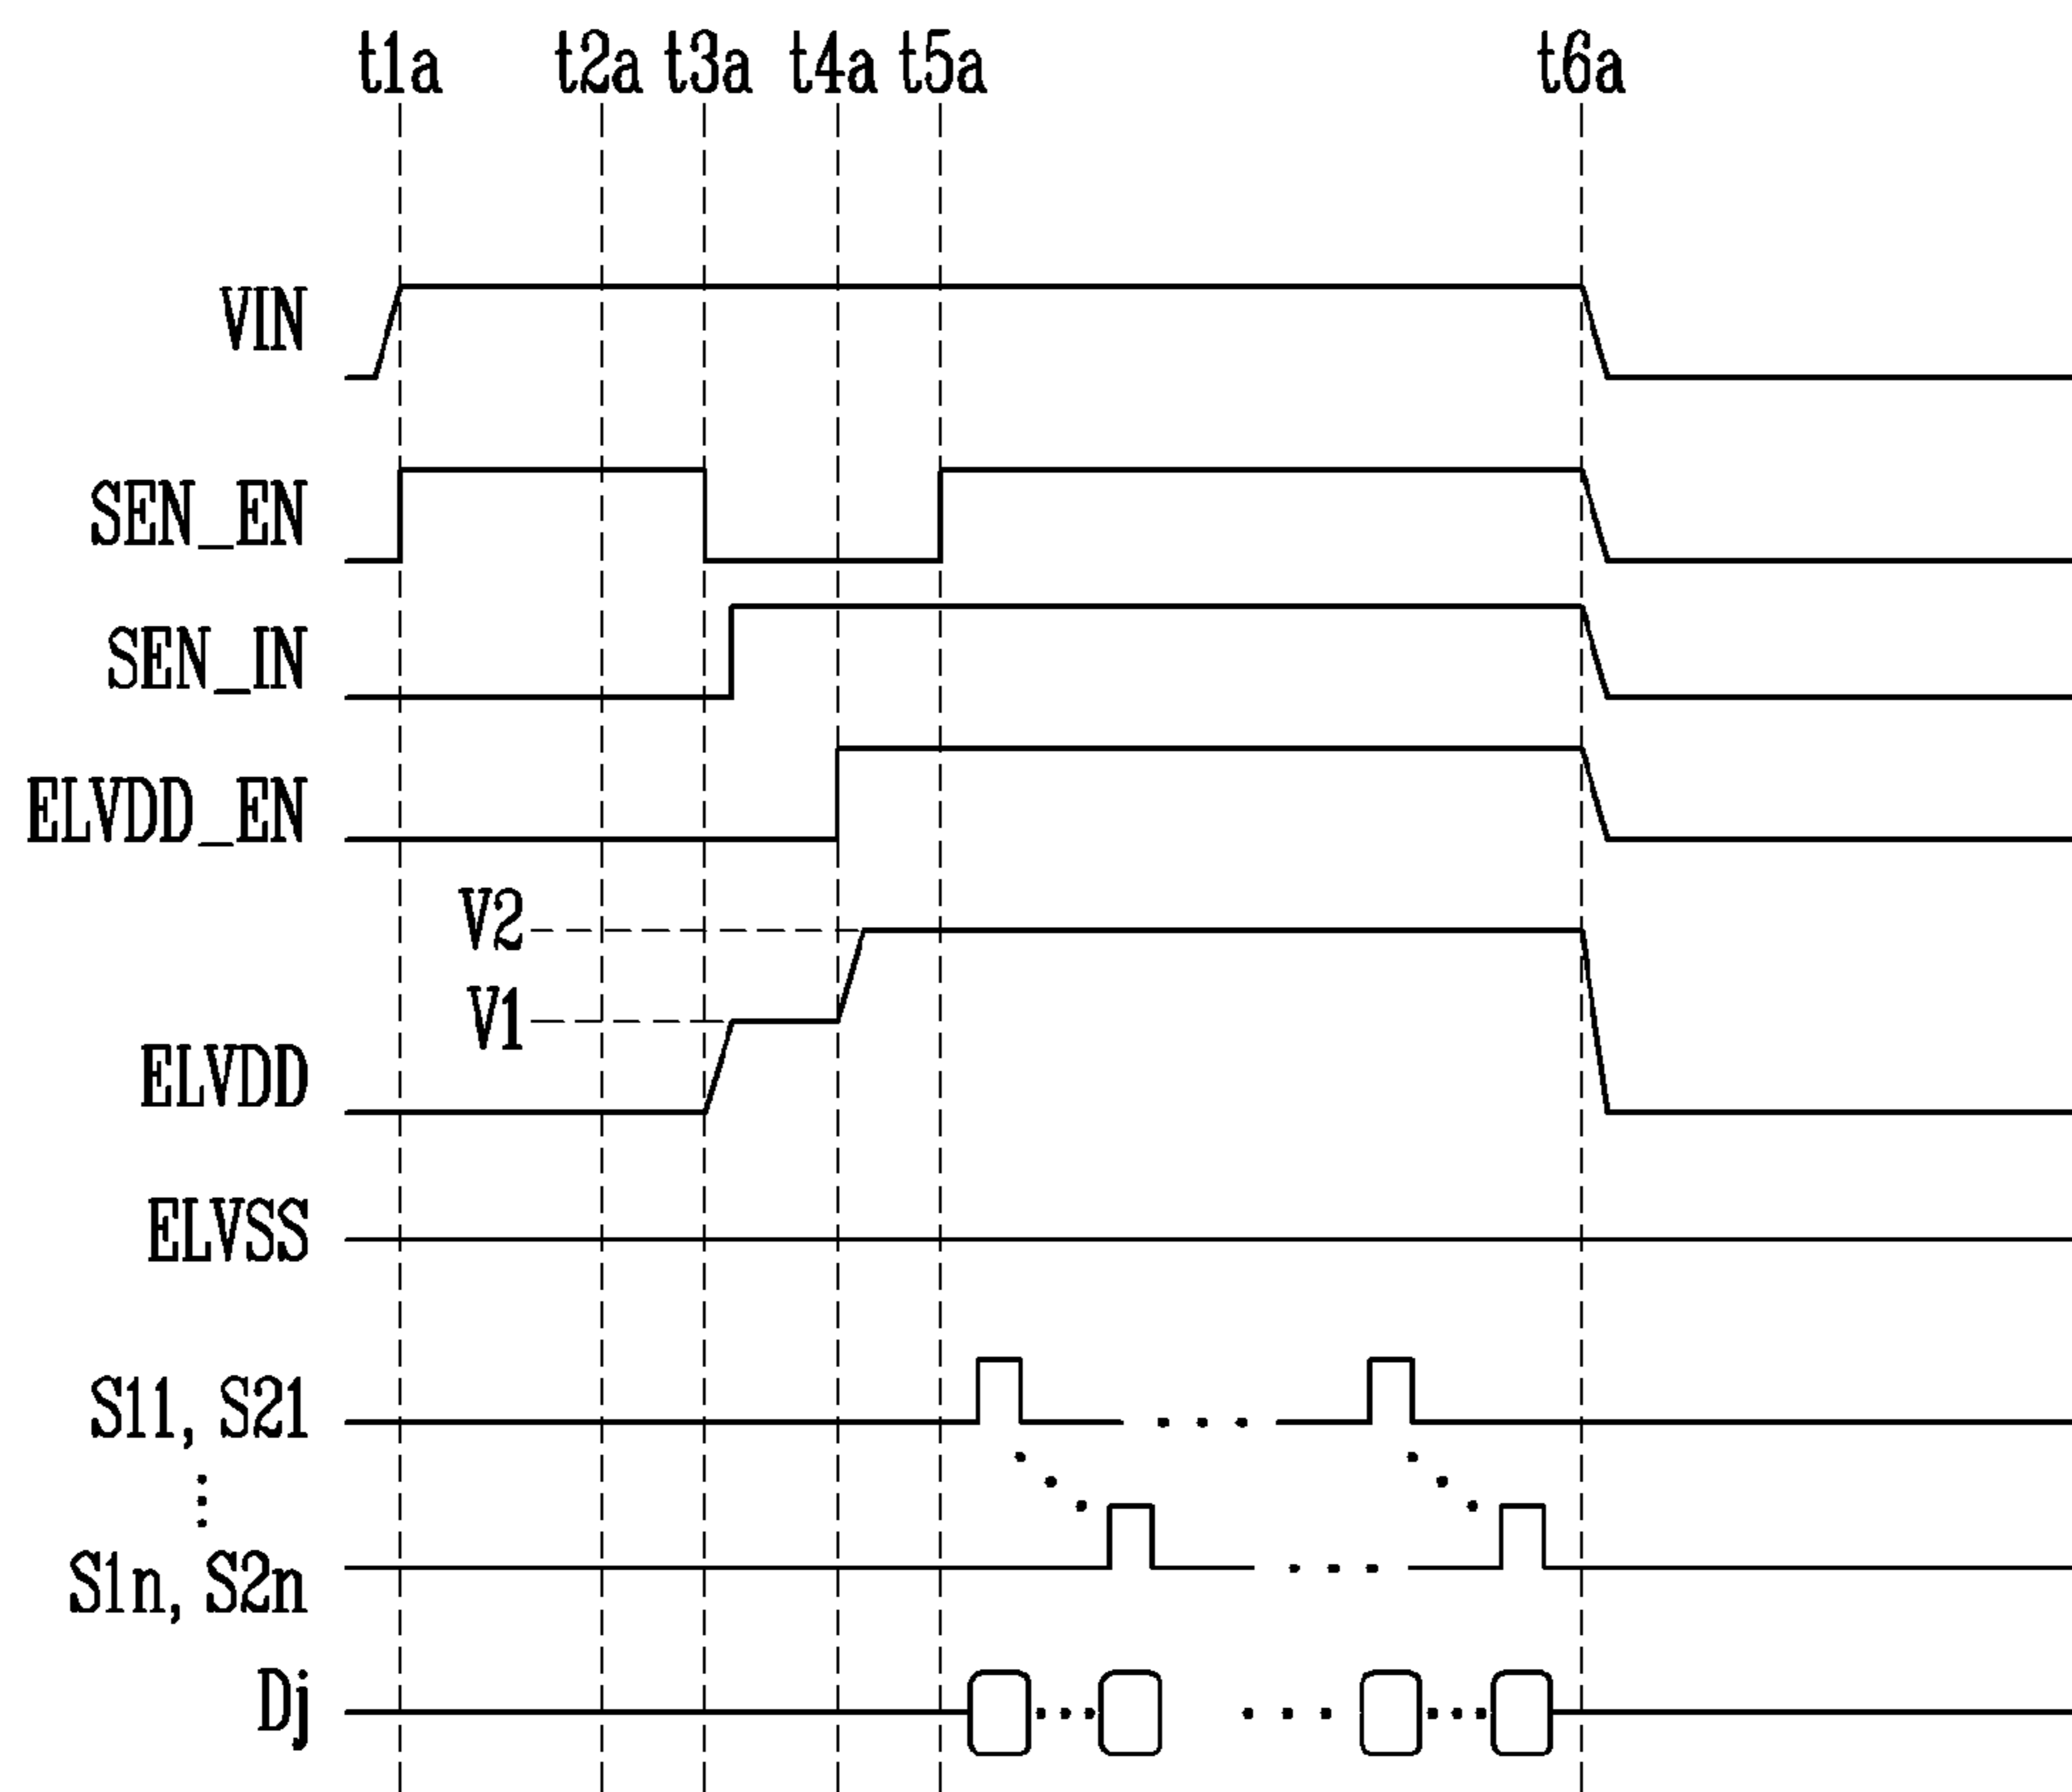 t1a t2a t3a t4a t5a t6a
VIN
SEN_EN
SEN_IN
ELVDD_EN
V2
V1
ELVDD
ELVSS
S11, S21
S1n, S2n
Dj